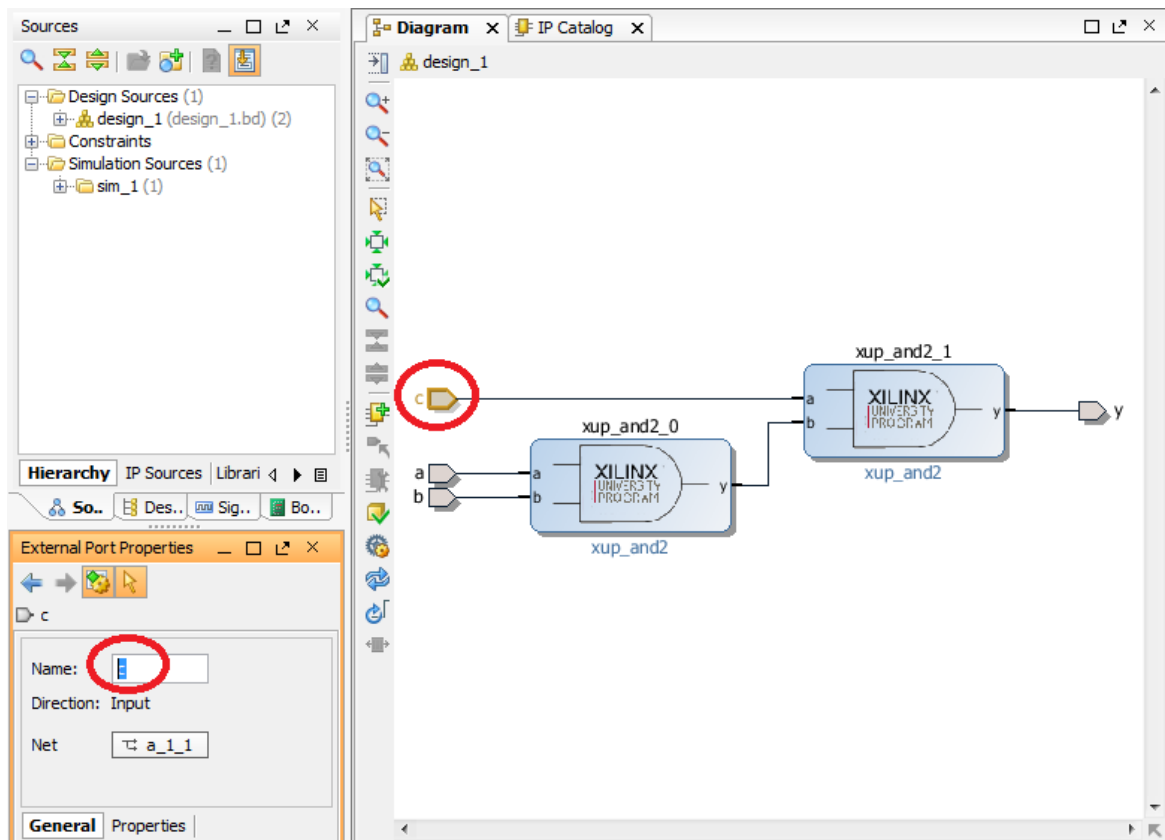 Sources
Design Sources (1)
design_1 (design_1.bd) (2)
Constraints
Simulation Sources (1)
sim_1 (1)
Hierarchy IP Sources Librari
So.. Des.. Sig.. Bo..
External Port Properties
c
Name:
Direction: Input
Net a_1_1
General Properties
Diagram IP Catalog
design_1
xup_and2_1
c
a
b
XILINX
UNIVERSITY
PROGRAM
y
y
xup_and2
xup_and2_0
a
b
a
b
XILINX
UNIVERSITY
PROGRAM
y
xup_and2